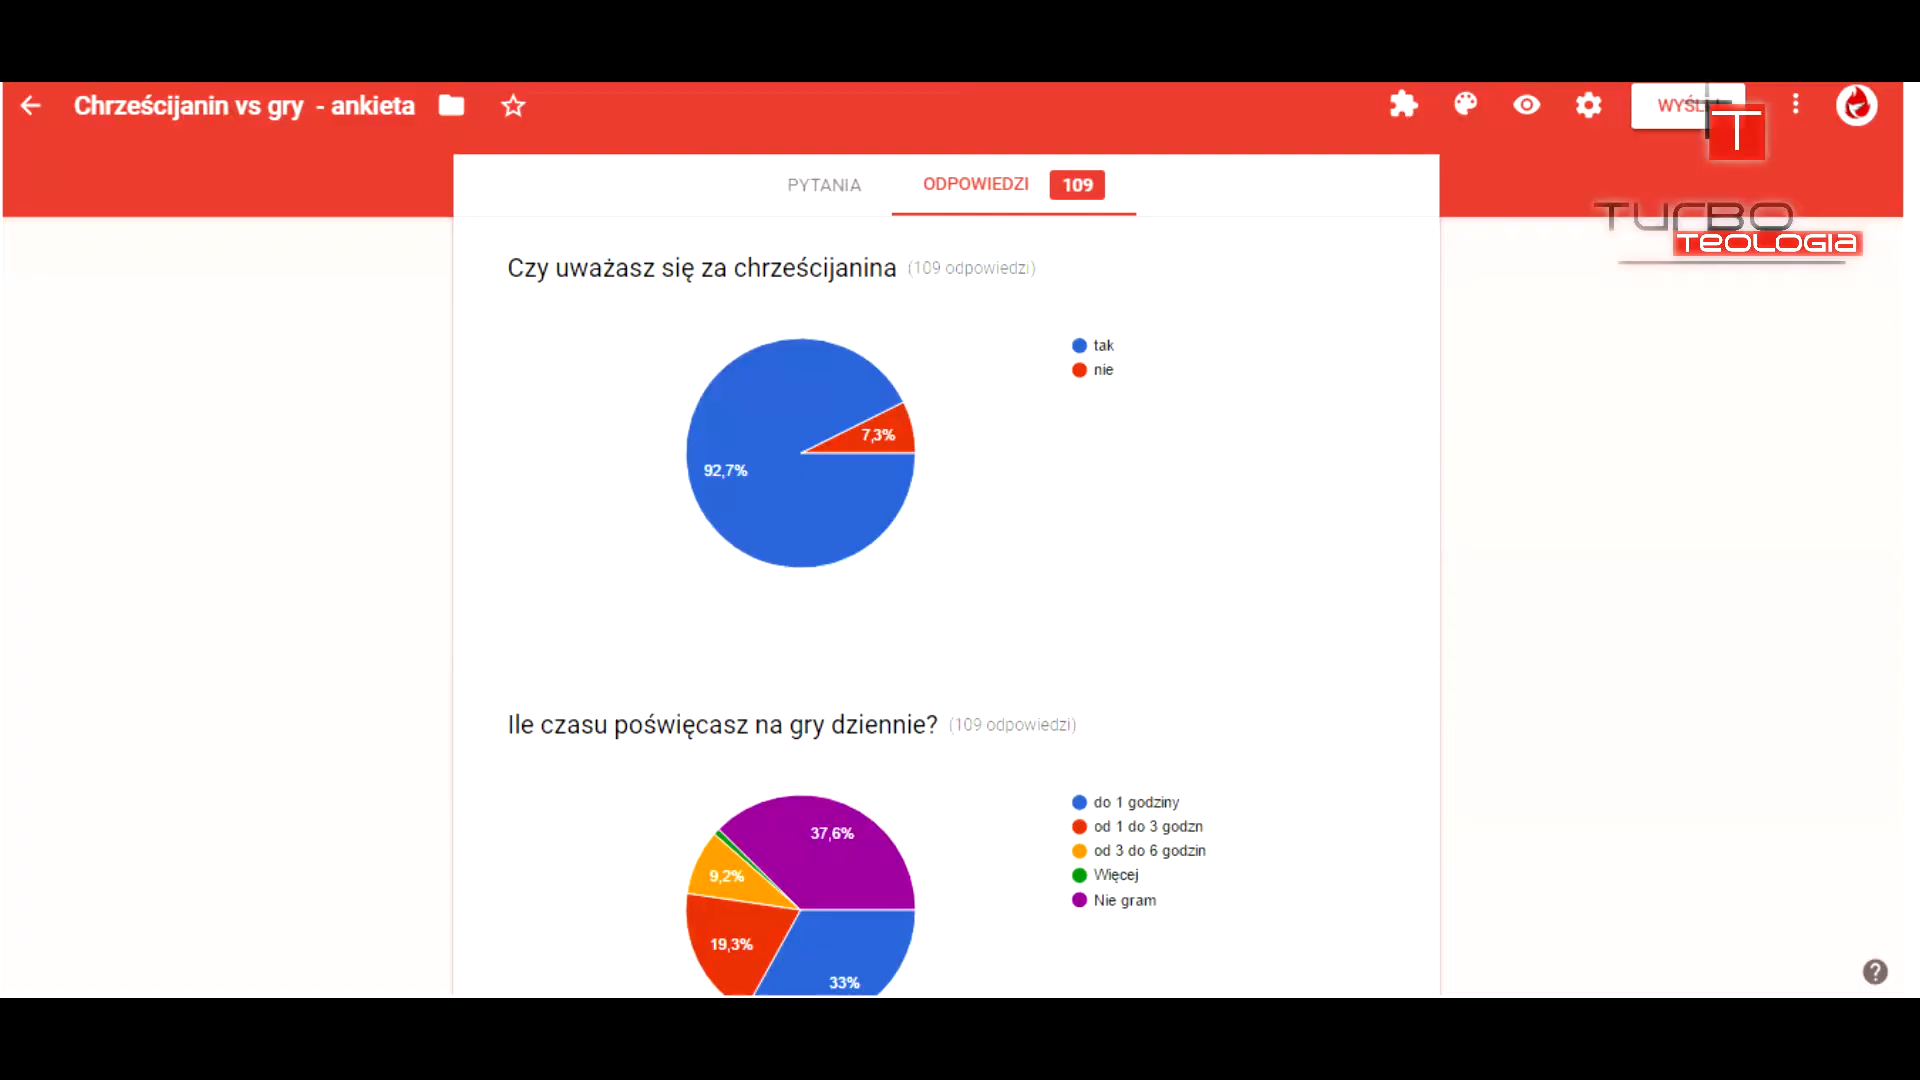 Chrześcijanin vs gry - ankieta
T
TURBO
TEOLOGIA
PYTANIA
ODPOWIEDZI 109
Czy uważasz się za chrześcijanina (109 odpowiedzi)
tak
nie
7,3%
92,7%
Ile czasu poświęcasz na gry dziennie? (109 odpowiedzi)
do 1 godziny
od 1 do 3 godzn
od 3 do 6 godzin
Więcej
Nie gram
37,6%
9,2%
19,3%
33%